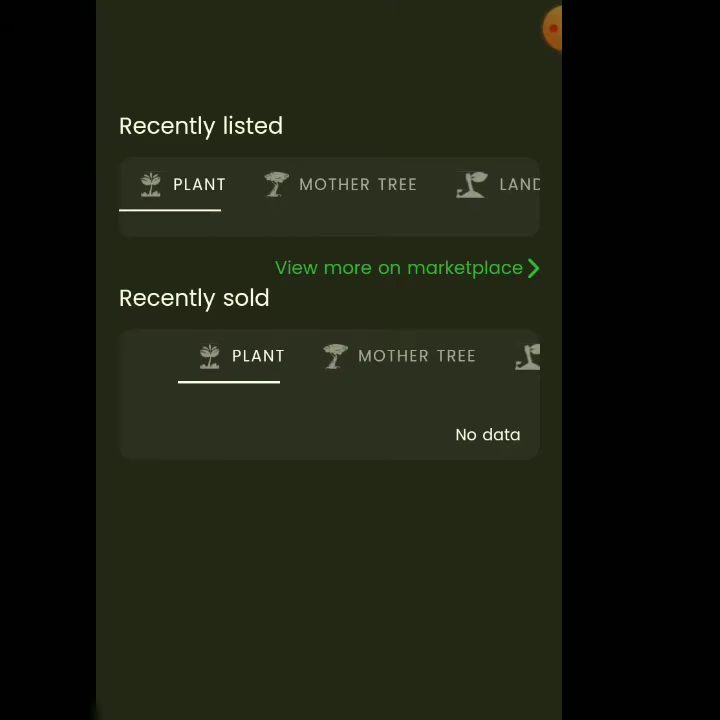 Recently listed
PLANT MOTHER TREE LAND
View more on marketplace
Recently sold
PLANT MOTHER TREE
No data